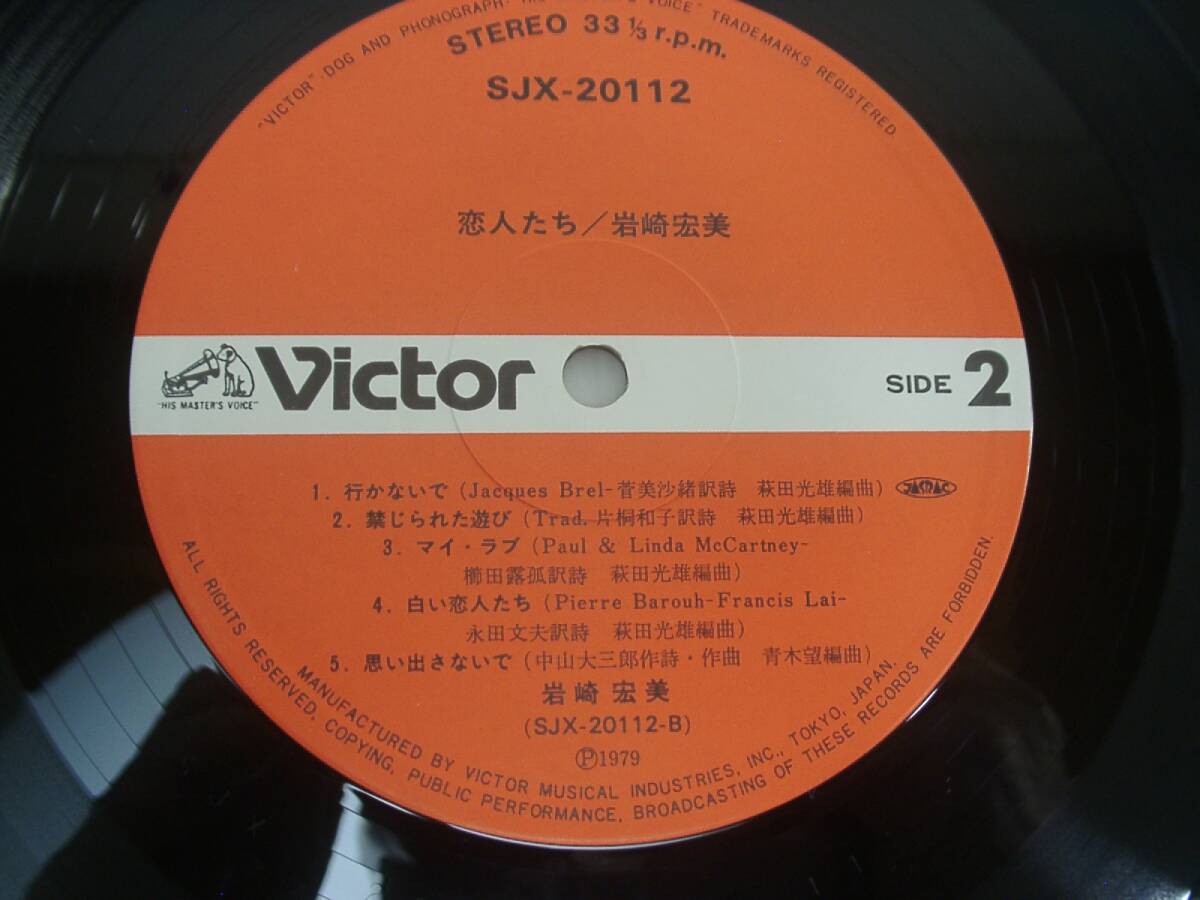 "VICTOR", DOG AND PHONOGRAPH, "HIS MASTER'S VOICE" TRADEMARKS REGISTERED
STEREO 33 1/3 r.p.m.
SJX-20112
恋人たち/岩崎宏美
"HIS MASTER'S VOICE"
Victor
SIDE 2
1. 行かないで (Jacques Brel-菅美沙緒訳詩 萩田光雄編曲) JASRAC
2. 禁じられた遊び (Trad. 片桐和子訳詩 萩田光雄編曲)
3. マイ・ラブ (Paul & Linda McCartney-
櫛田露孤訳詩 萩田光雄編曲)
4. 白い恋人たち (Pierre Barouh-Francis Lai-
永田文夫訳詩 萩田光雄編曲)
5. 思い出さないで (中山大三郎作詩・作曲 青木望編曲)
岩崎宏美
(SJX-20112-B)
Ⓟ1979
MANUFACTURED BY VICTOR MUSICAL INDUSTRIES, INC., TOKYO, JAPAN.
ALL RIGHTS RESERVED. COPYING, PUBLIC PERFORMANCE, BROADCASTING OF THESE RECORDS ARE FORBIDDEN.